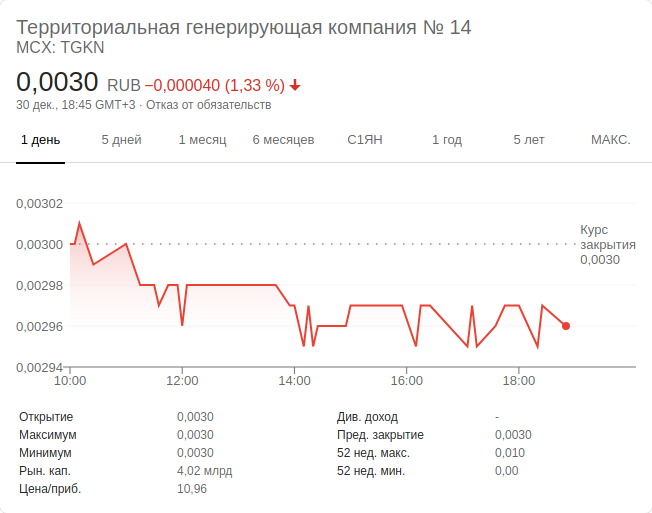 Территориальная генерирующая компания № 14
MCX: TGKN
0,0030 RUB −0,000040 (1,33 %)
30 дек., 18:45 GMT+3 · Отказ от обязательств
1 день 5 дней 1 месяц 6 месяцев С1ЯН 1 год 5 лет МАКС.
0,00302
0,00300
0,00298
0,00296
0,00294
Курс
закрытия
0,0030
10:00 12:00 14:00 16:00 18:00
Открытие 0,0030 Див. доход -
Максимум 0,0030 Пред. закрытие 0,0030
Минимум 0,0030 52 нед. макс. 0,010
Рын. кап. 4,02 млрд 52 нед. мин. 0,00
Цена/приб. 10,96